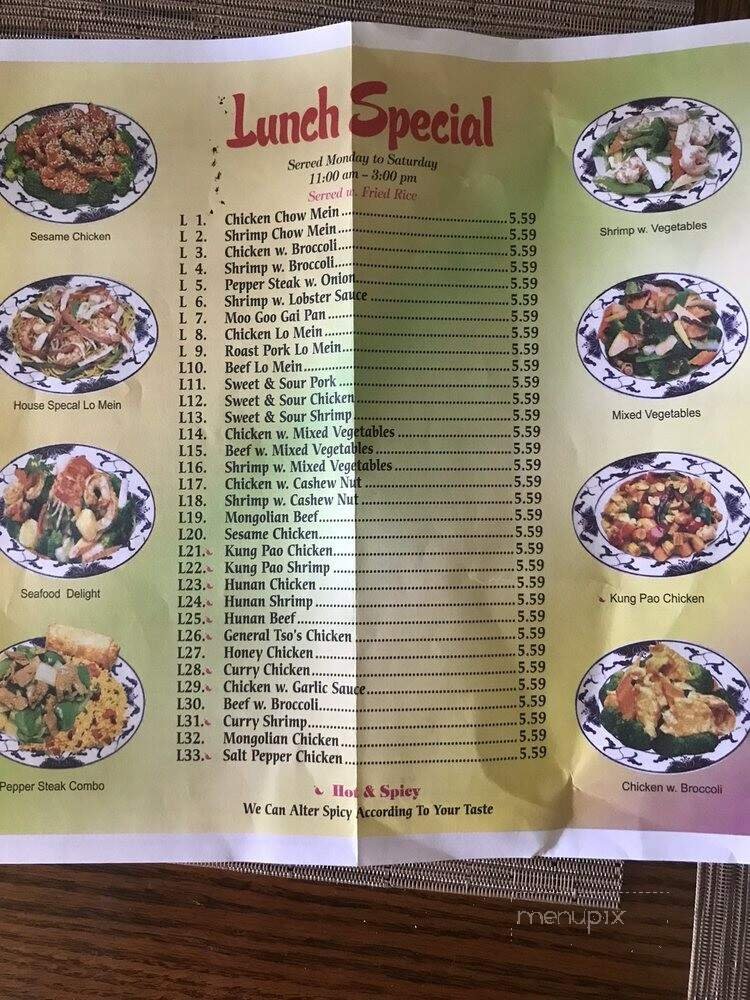 Lunch Special
Served Monday to Saturday
11:00 am – 3:00 pm
Served w. Fried Rice
L 1. Chicken Chow Mein 5.59
L 2. Shrimp Chow Mein 5.59
L 3. Chicken w. Broccoli 5.59
L 4. Shrimp w. Broccoli 5.59
L 5. Pepper Steak w. Onion 5.59
L 6. Shrimp w. Lobster Sauce 5.59
L 7. Moo Goo Gai Pan 5.59
L 8. Chicken Lo Mein 5.59
L 9. Roast Pork Lo Mein 5.59
L10. Beef Lo Mein 5.59
L11. Sweet & Sour Pork 5.59
L12. Sweet & Sour Chicken 5.59
L13. Sweet & Sour Shrimp 5.59
L14. Chicken w. Mixed Vegetables 5.59
L15. Beef w. Mixed Vegetables 5.59
L16. Shrimp w. Mixed Vegetables 5.59
L17. Chicken w. Cashew Nut 5.59
L18. Shrimp w. Cashew Nut 5.59
L19. Mongolian Beef 5.59
L20. Sesame Chicken 5.59
L21. Kung Pao Chicken 5.59
L22. Kung Pao Shrimp 5.59
L23. Hunan Chicken 5.59
L24. Hunan Shrimp 5.59
L25. Hunan Beef 5.59
L26. General Tso's Chicken 5.59
L27. Honey Chicken 5.59
L28. Curry Chicken 5.59
L29. Chicken w. Garlic Sauce 5.59
L30. Beef w. Broccoli 5.59
L31. Curry Shrimp 5.59
L32. Mongolian Chicken 5.59
L33. Salt Pepper Chicken 5.59
Hot & Spicy
We Can Alter Spicy According To Your Taste
Sesame Chicken
House Specal Lo Mein
Seafood Delight
Pepper Steak Combo
Shrimp w. Vegetables
Mixed Vegetables
Kung Pao Chicken
Chicken w. Broccoli
menupix